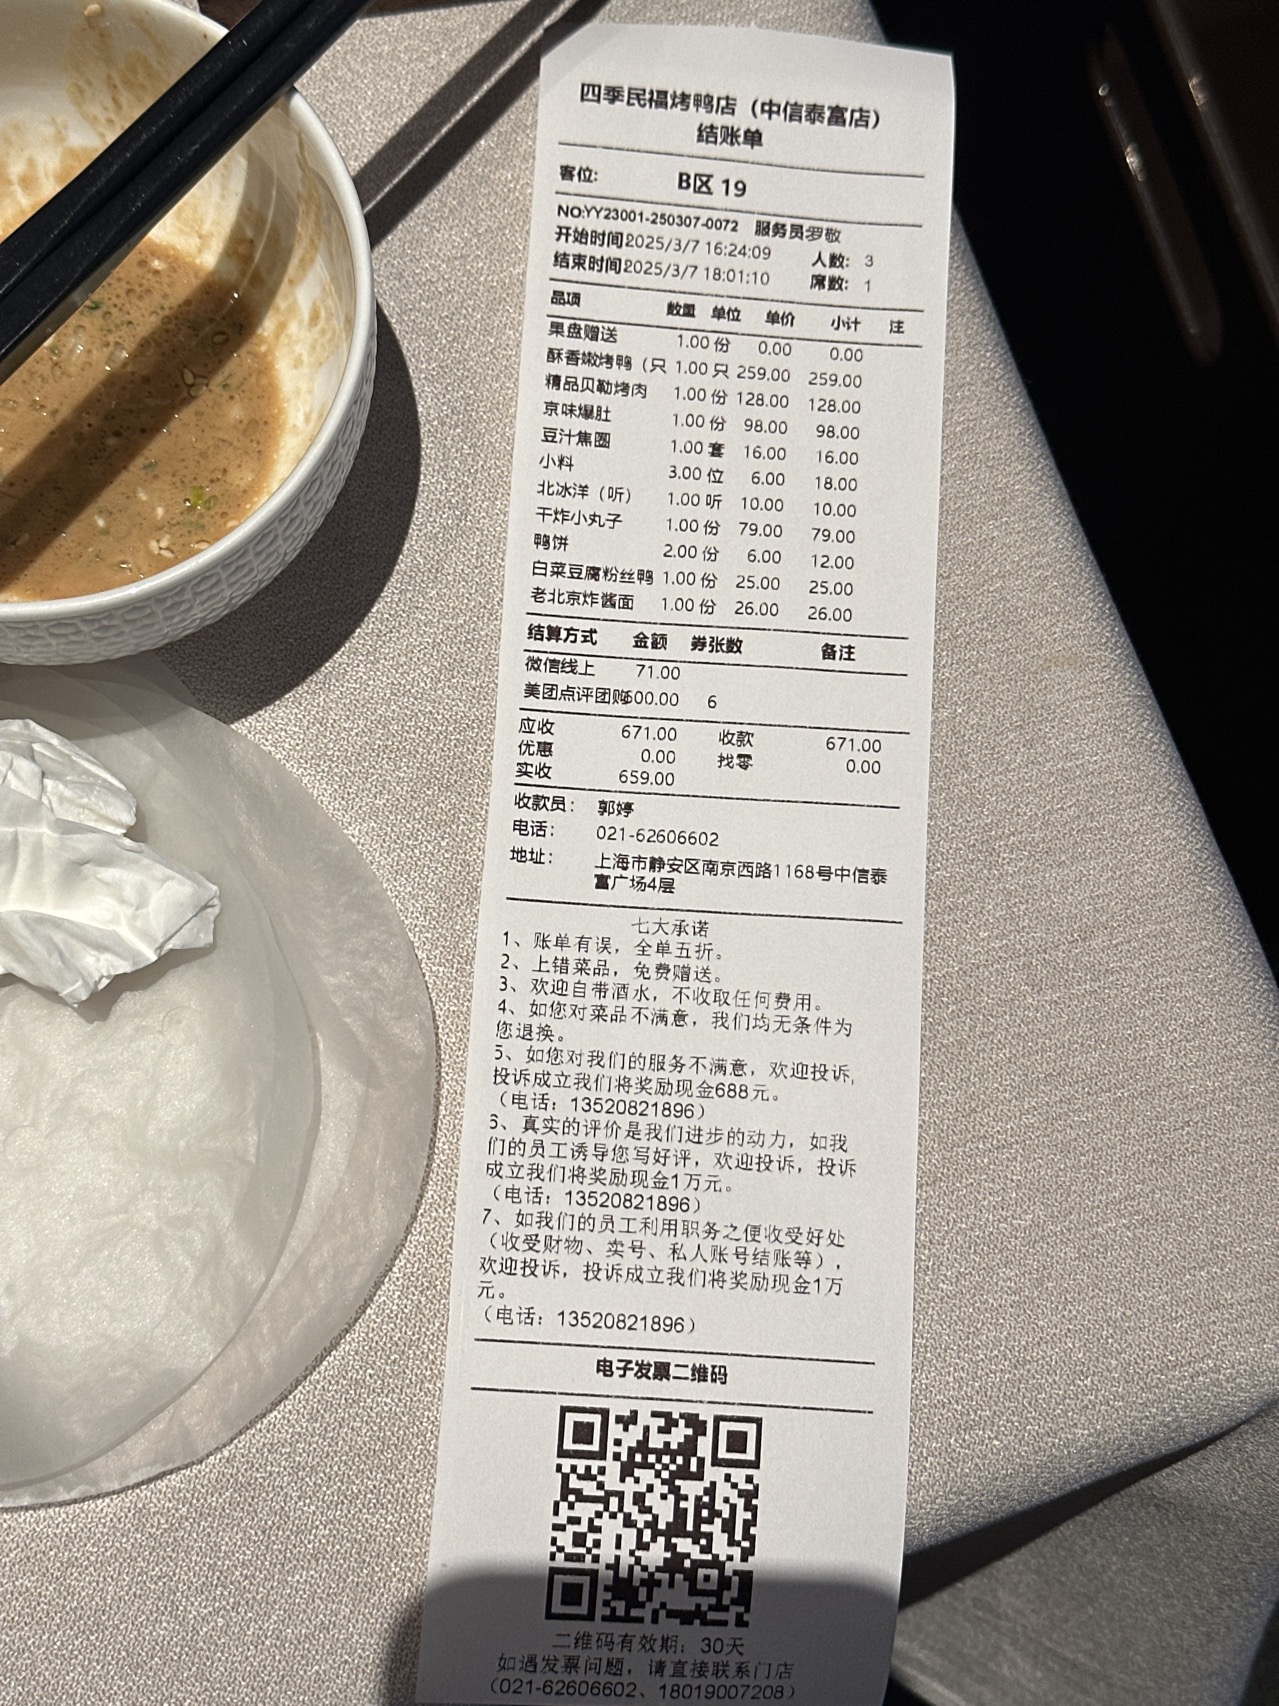 四季民福烤鸭店（中信泰富店）
结账单
客位： B区 19
NO:YY23001-250307-0072 服务员罗敬
开始时间2025/3/7 16:24:09 人数： 3
结束时间2025/3/7 18:01:10 席数： 1
品项 数量 单位 单价 小计 注
果盘赠送 1.00 份 0.00 0.00
酥香嫩烤鸭（只 1.00 只 259.00 259.00
精品贝勒烤肉 1.00 份 128.00 128.00
京味爆肚 1.00 份 98.00 98.00
豆汁焦圈 1.00 套 16.00 16.00
小料 3.00 位 6.00 18.00
北冰洋（听） 1.00 听 10.00 10.00
干炸小丸子 1.00 份 79.00 79.00
鸭饼 2.00 份 6.00 12.00
白菜豆腐粉丝鸭 1.00 份 25.00 25.00
老北京炸酱面 1.00 份 26.00 26.00
结算方式 金额 券张数 备注
微信线上 71.00
美团点评团购600.00 6
应收 671.00 收款 671.00
优惠 0.00 找零 0.00
实收 659.00
收款员： 郭婷
电话： 021-62606602
地址： 上海市静安区南京西路1168号中信泰
富广场4层
七大承诺
1、账单有误，全单五折。
2、上错菜品，免费赠送。
3、欢迎自带酒水，不收取任何费用。
4、如您对菜品不满意，我们均无条件为
您退换。
5、如您对我们的服务不满意，欢迎投诉，
投诉成立我们将奖励现金688元。
（电话：13520821896）
6、真实的评价是我们进步的动力，如我
们的员工诱导您写好评，欢迎投诉，投诉
成立我们将奖励现金1万元。
（电话：13520821896）
7、如我们的员工利用职务之便收受好处
（收受财物、卖号、私人账号结账等），
欢迎投诉，投诉成立我们将奖励现金1万
元。
（电话：13520821896）
电子发票二维码
二维码有效期：30天
如遇发票问题，请直接联系门店
（021-62606602、18019007208）